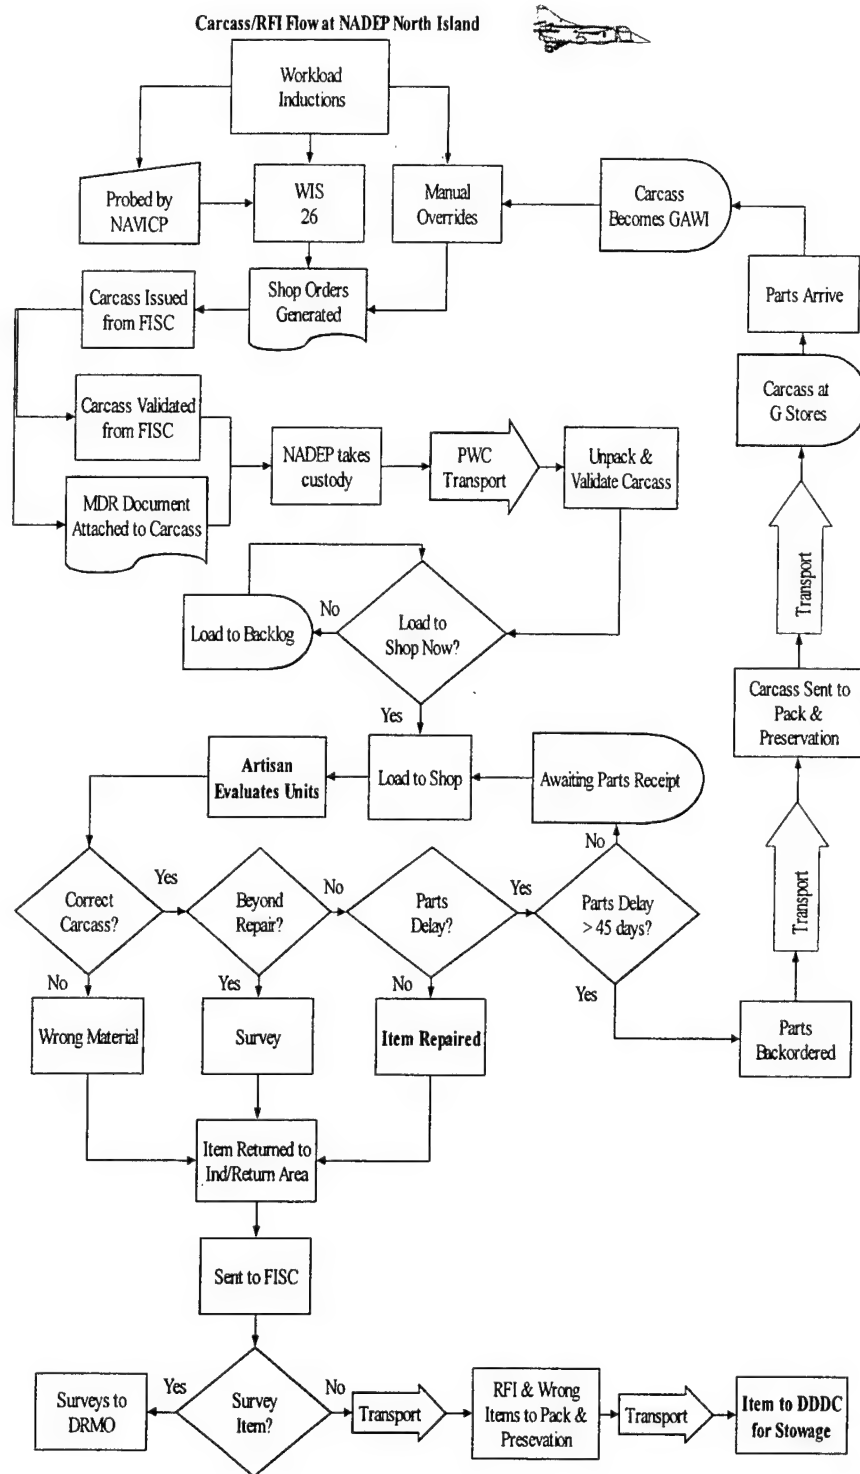 Carcass/RFI Flow at NADEP North Island
Workload
Inductions
Probed by
NAVICP
WIS
26
Manual
Overrides
Carcass
Becomes GAWI
Carcass Issued
from FISC
Shop Orders
Generated
Parts Arrive
Carcass at
G Stores
Carcass Validated
from FISC
MDR Document
Attached to Carcass
NADEP takes
custody
PWC
Transport
Unpack &
Validate Carcass
Transport
Load to Backlog
No
Load to
Shop Now?
Yes
Carcass Sent to
Pack &
Preservation
Artisan
Evaluates Units
Load to Shop
Awaiting Parts Receipt
No
Transport
Correct
Carcass?
Yes
Beyond
Repair?
No
Parts
Delay?
Yes
Parts Delay
> 45 days?
No
Yes
No
Yes
Wrong Material
Survey
Item Repaired
Parts
Backordered
Item Returned to
Ind/Return Area
Sent to FISC
Surveys to
DRMO
Yes
Survey
Item?
No
Transport
RFI & Wrong
Items to Pack &
Presevation
Transport
Item to DDDC
for Stowage